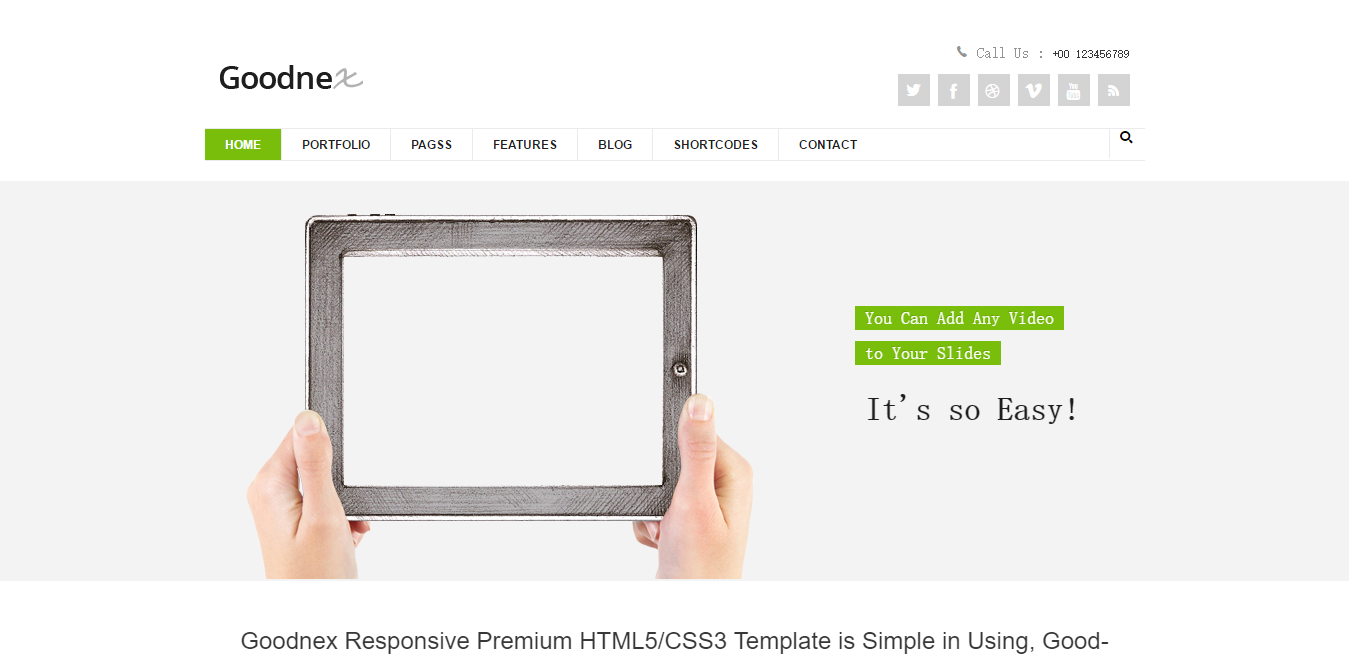 Call Us : +00 123456789
Goodnex
HOME PORTFOLIO PAGSS FEATURES BLOG SHORTCODES CONTACT
You Can Add Any Video
to Your Slides
It's so Easy!
Goodnex Responsive Premium HTML5/CSS3 Template is Simple in Using, Good-